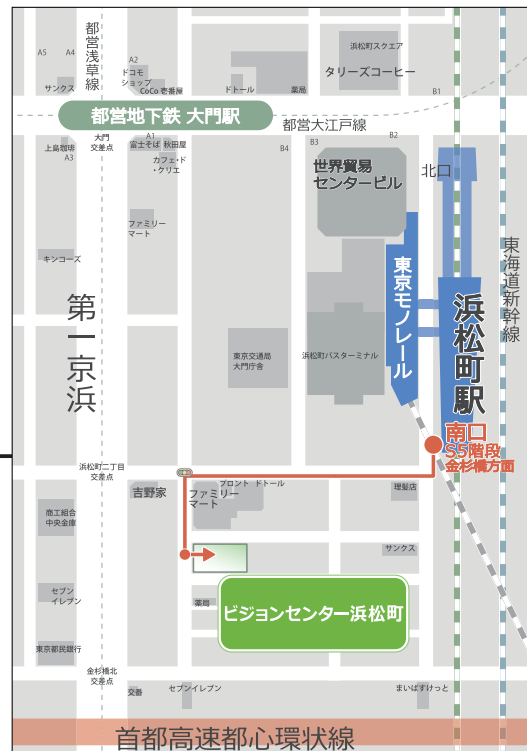 都営浅草線
浜松町スクエア
A5
A4
A2
ドコモ
ショップ
タリーズコーヒー
サンクス
CoCo 壱番屋
ドトール
薬局
B1
都営地下鉄 大門駅
都営大江戸線
大門
交差点
A1
B2
上島珈琲
富士そば
秋田屋
B4
B3
A3
カフェ・ド
・クリエ
世界貿易
センタービル
北口
ファミリー
マート
キンコーズ
東京モノレール
東海道新幹線
第一京浜
浜松町駅
東京交通局
大門庁舎
浜松町バスターミナル
南口
S5階段
金杉橋方面
浜松町二丁目
交差点
吉野家
ファミリー
マート
プロント
ドトール
理髪店
商工組合
中央金庫
サンクス
セブン
イレブン
薬局
ビジョンセンター浜松町
東京都民銀行
金杉橋北
交差点
交番
セブンイレブン
まいばすけっと
首都高速都心環状線